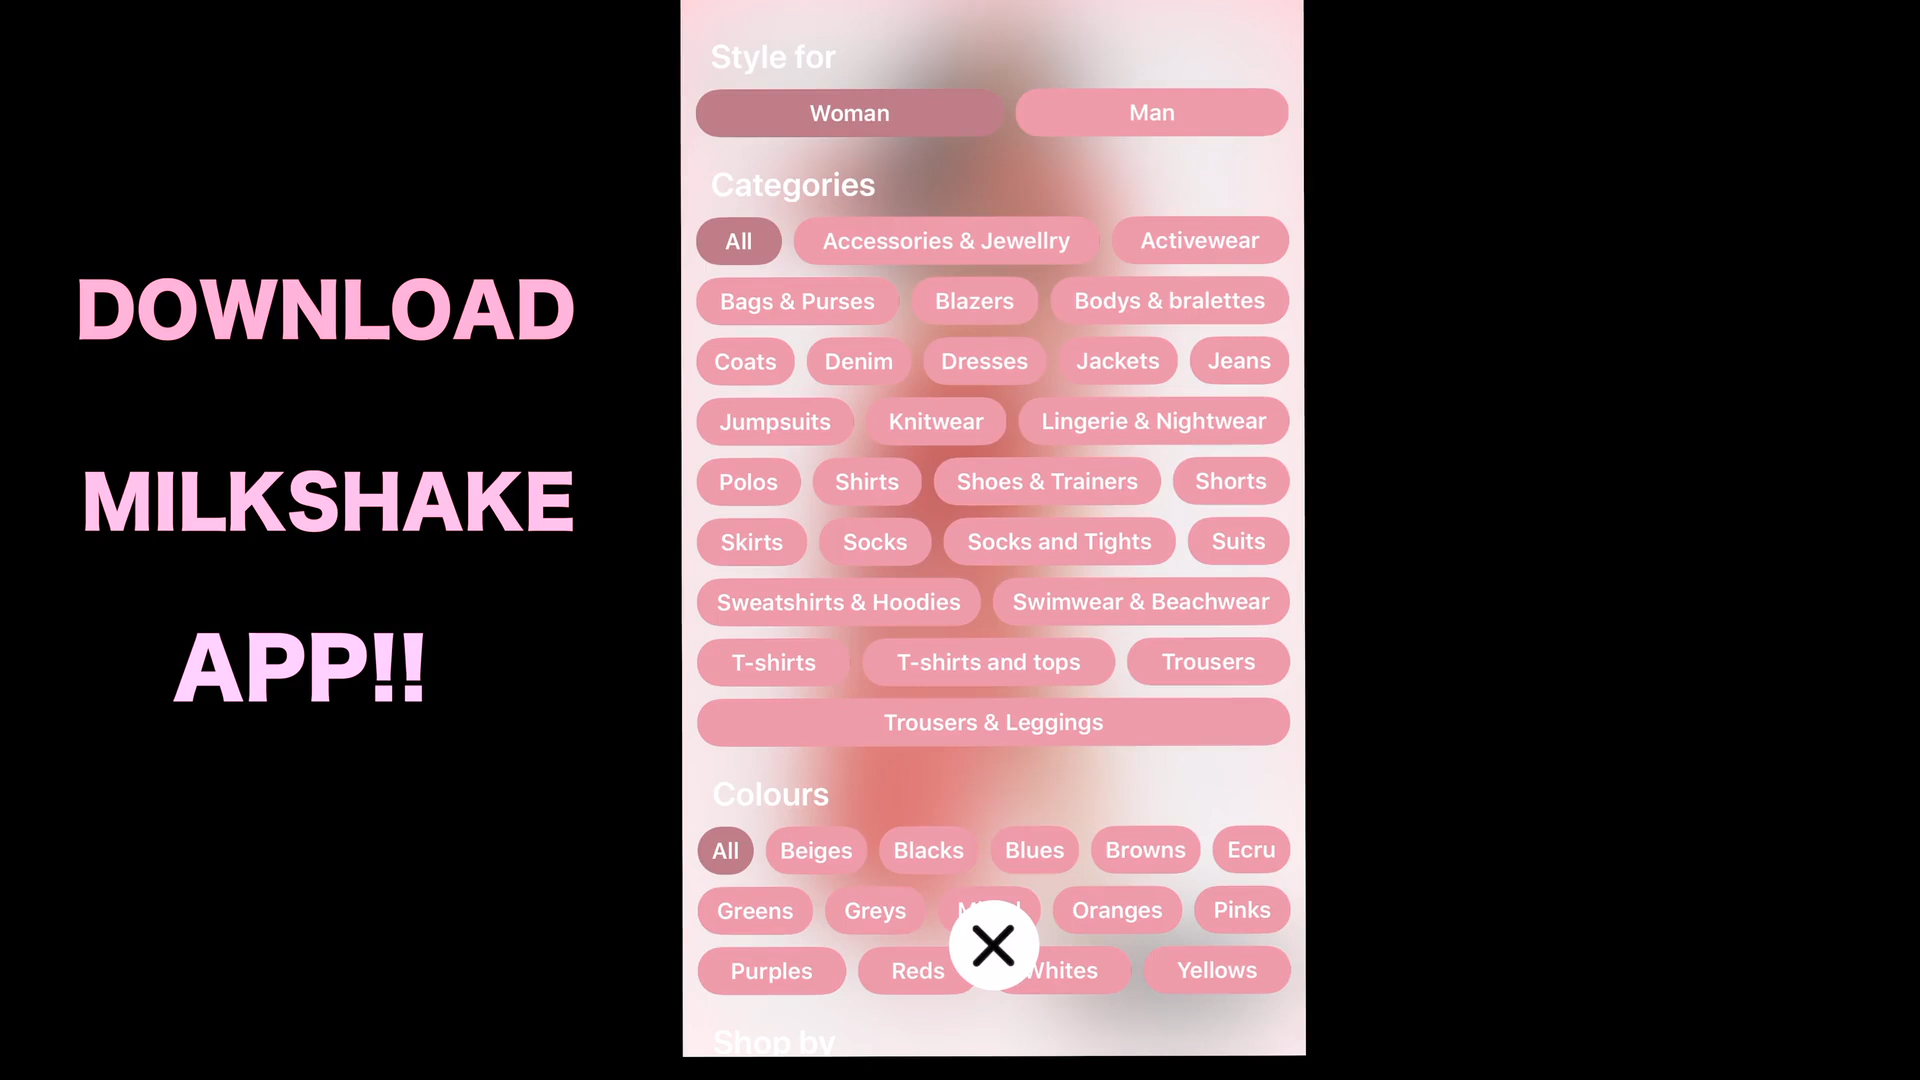 DOWNLOAD
MILKSHAKE
APP!!
Style for
Woman Man
Categories
All Accessories & Jewellry Activewear
Bags & Purses Blazers Bodys & bralettes
Coats Denim Dresses Jackets Jeans
Jumpsuits Knitwear Lingerie & Nightwear
Polos Shirts Shoes & Trainers Shorts
Skirts Socks Socks and Tights Suits
Sweatshirts & Hoodies Swimwear & Beachwear
T-shirts T-shirts and tops Trousers
Trousers & Leggings
Colours
All Beiges Blacks Blues Browns Ecru
Greens Greys Oranges Pinks
Purples Reds Whites Yellows
Shop by